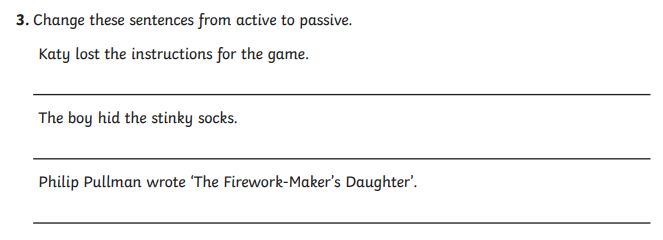 3. Change these sentences from active to passive.
Katy lost the instructions for the game.
The boy hid the stinky socks.
Philip Pullman wrote ‘The Firework-Maker’s Daughter’.